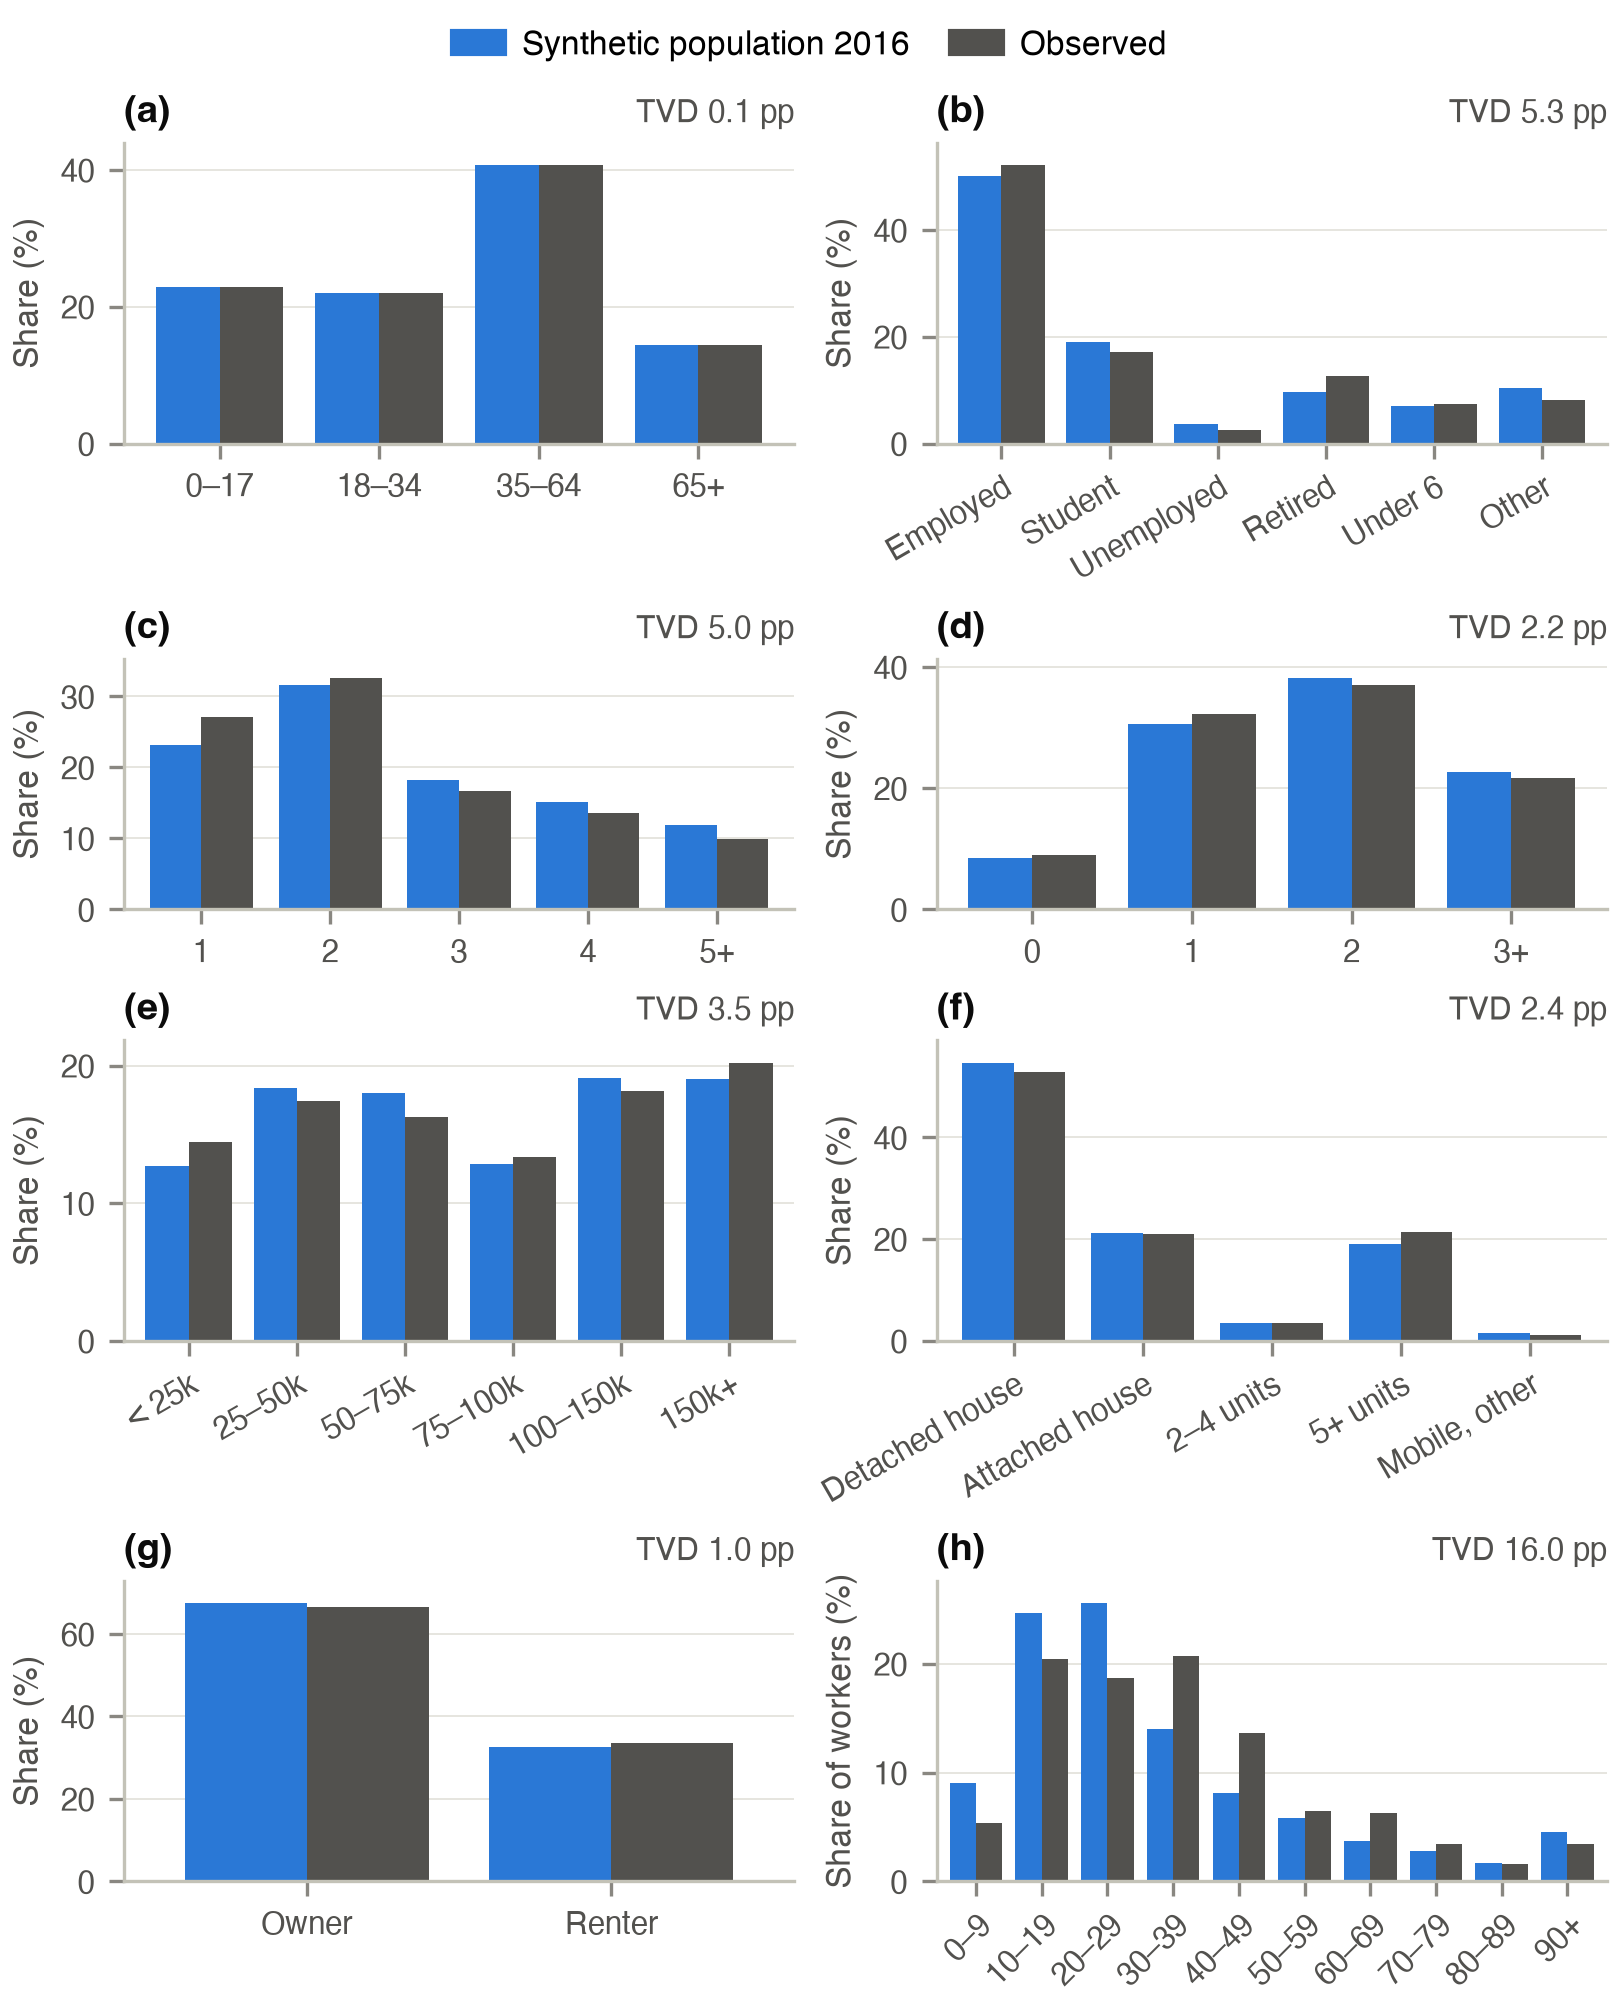 Synthetic population 2016 Observed
(a) TVD 0.1 pp
Share (%)
40
20
0
0–17 18–34 35–64 65+
(b) TVD 5.3 pp
Share (%)
40
20
0
Employed Student Unemployed Retired Under 6 Other
(c) TVD 5.0 pp
Share (%)
30
20
10
0
1 2 3 4 5+
(d) TVD 2.2 pp
Share (%)
40
20
0
0 1 2 3+
(e) TVD 3.5 pp
Share (%)
20
10
0
< 25k 25–50k 50–75k 75–100k 100–150k 150k+
(f) TVD 2.4 pp
Share (%)
40
20
0
Detached house Attached house 2–4 units 5+ units Mobile, other
(g) TVD 1.0 pp
Share (%)
60
40
20
0
Owner Renter
(h) TVD 16.0 pp
Share of workers (%)
20
10
0
0–9 10–19 20–29 30–39 40–49 50–59 60–69 70–79 80–89 90+